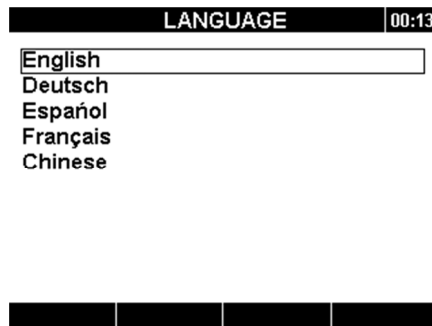 LANGUAGE 00:13
English
Deutsch
Espańol
Français
Chinese